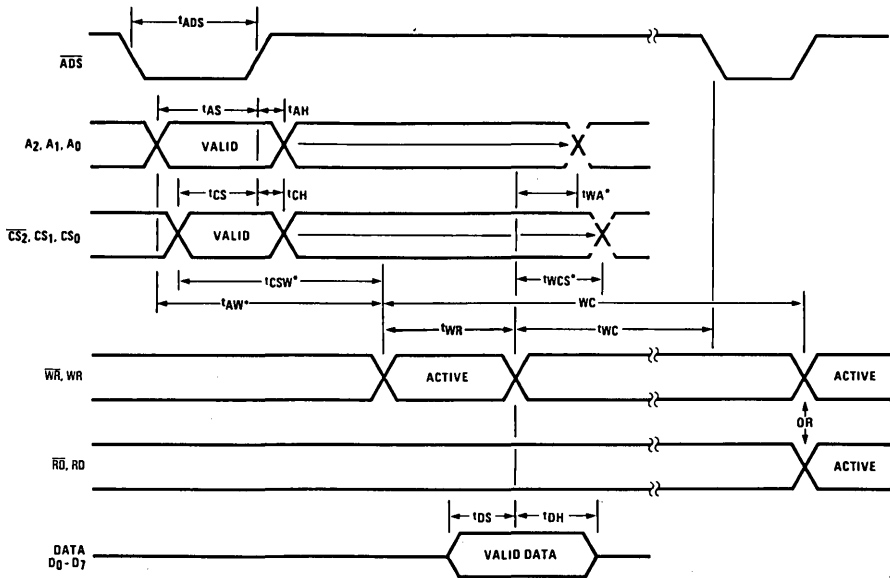 tADS
ADS
tAS tAH
A2, A1, A0 VALID
tCS tCH tWA*
CS2, CS1, CS0 VALID
tCSW* tWCS*
tAW* WC
tWR tWC
WR, WR ACTIVE ACTIVE
OR
RD, RD ACTIVE
tDS tDH
DATA
D0 - D7 VALID DATA